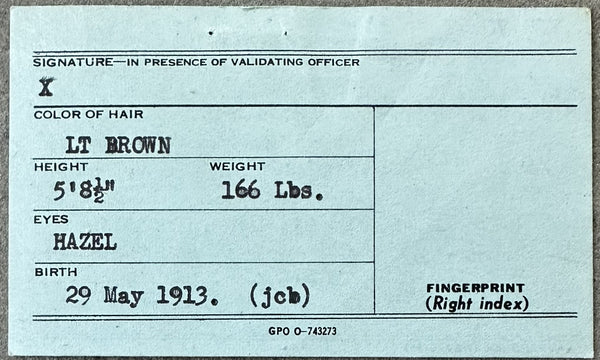 SIGNATURE—IN PRESENCE OF VALIDATING OFFICER
X
COLOR OF HAIR
LT BROWN
HEIGHT WEIGHT
5'8½" 166 Lbs.
EYES
HAZEL
BIRTH
29 May 1913. (jcb)
FINGERPRINT
(Right index)
GPO O-743273